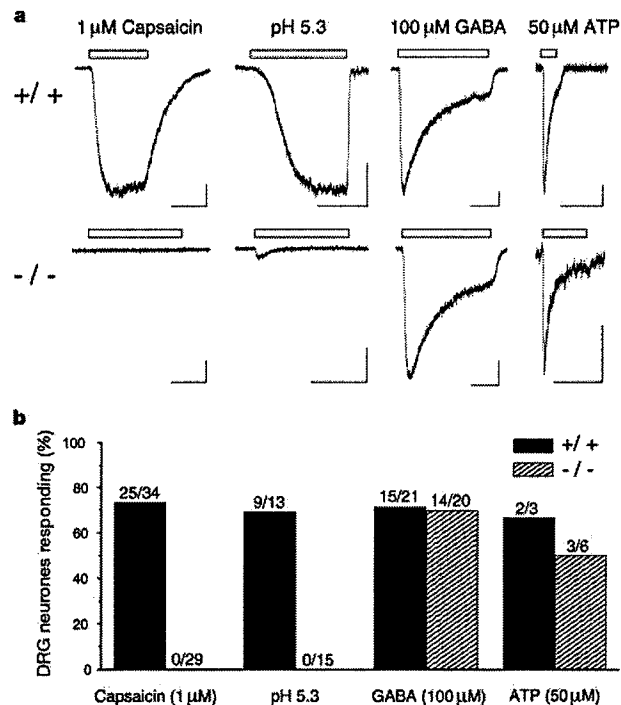 a
1 µM Capsaicin pH 5.3 100 µM GABA 50 µM ATP
+/+
-/-
b
DRG neurones responding (%)
100
80
60
40
20
0
+/+
-/-
25/34 0/29 9/13 0/15 15/21 14/20 2/3 3/6
Capsaicin (1 µM) pH 5.3 GABA (100 µM) ATP (50 µM)